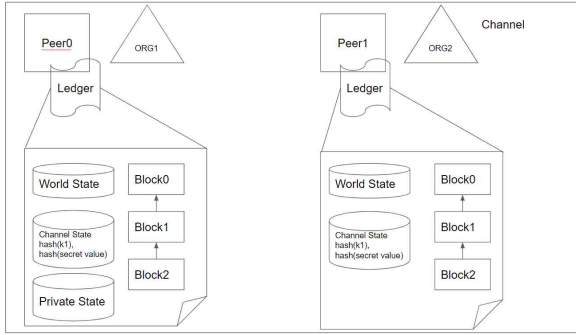 Channel
Peer0
ORG1
Ledger
World State
Channel State
hash(k1),
hash(secret value)
Private State
Block0
Block1
Block2
Peer1
ORG2
Ledger
World State
Channel State
hash(k1),
hash(secret value)
Block0
Block1
Block2